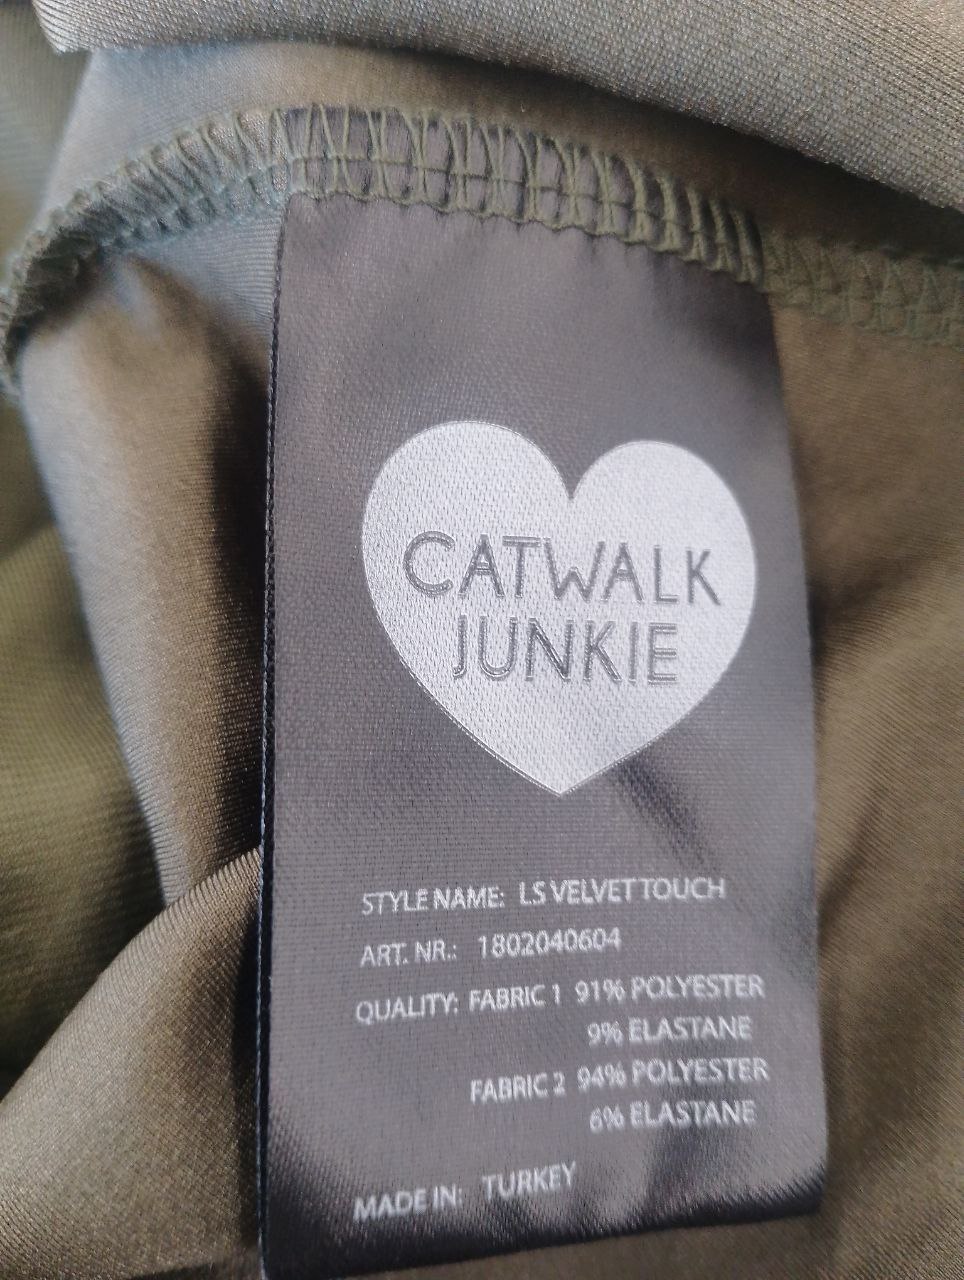 CATWALK
JUNKIE
STYLE NAME: LS VELVET TOUCH
ART. NR.: 1802040604
QUALITY: FABRIC 1 91% POLYESTER
9% ELASTANE
FABRIC 2 94% POLYESTER
6% ELASTANE
MADE IN: TURKEY